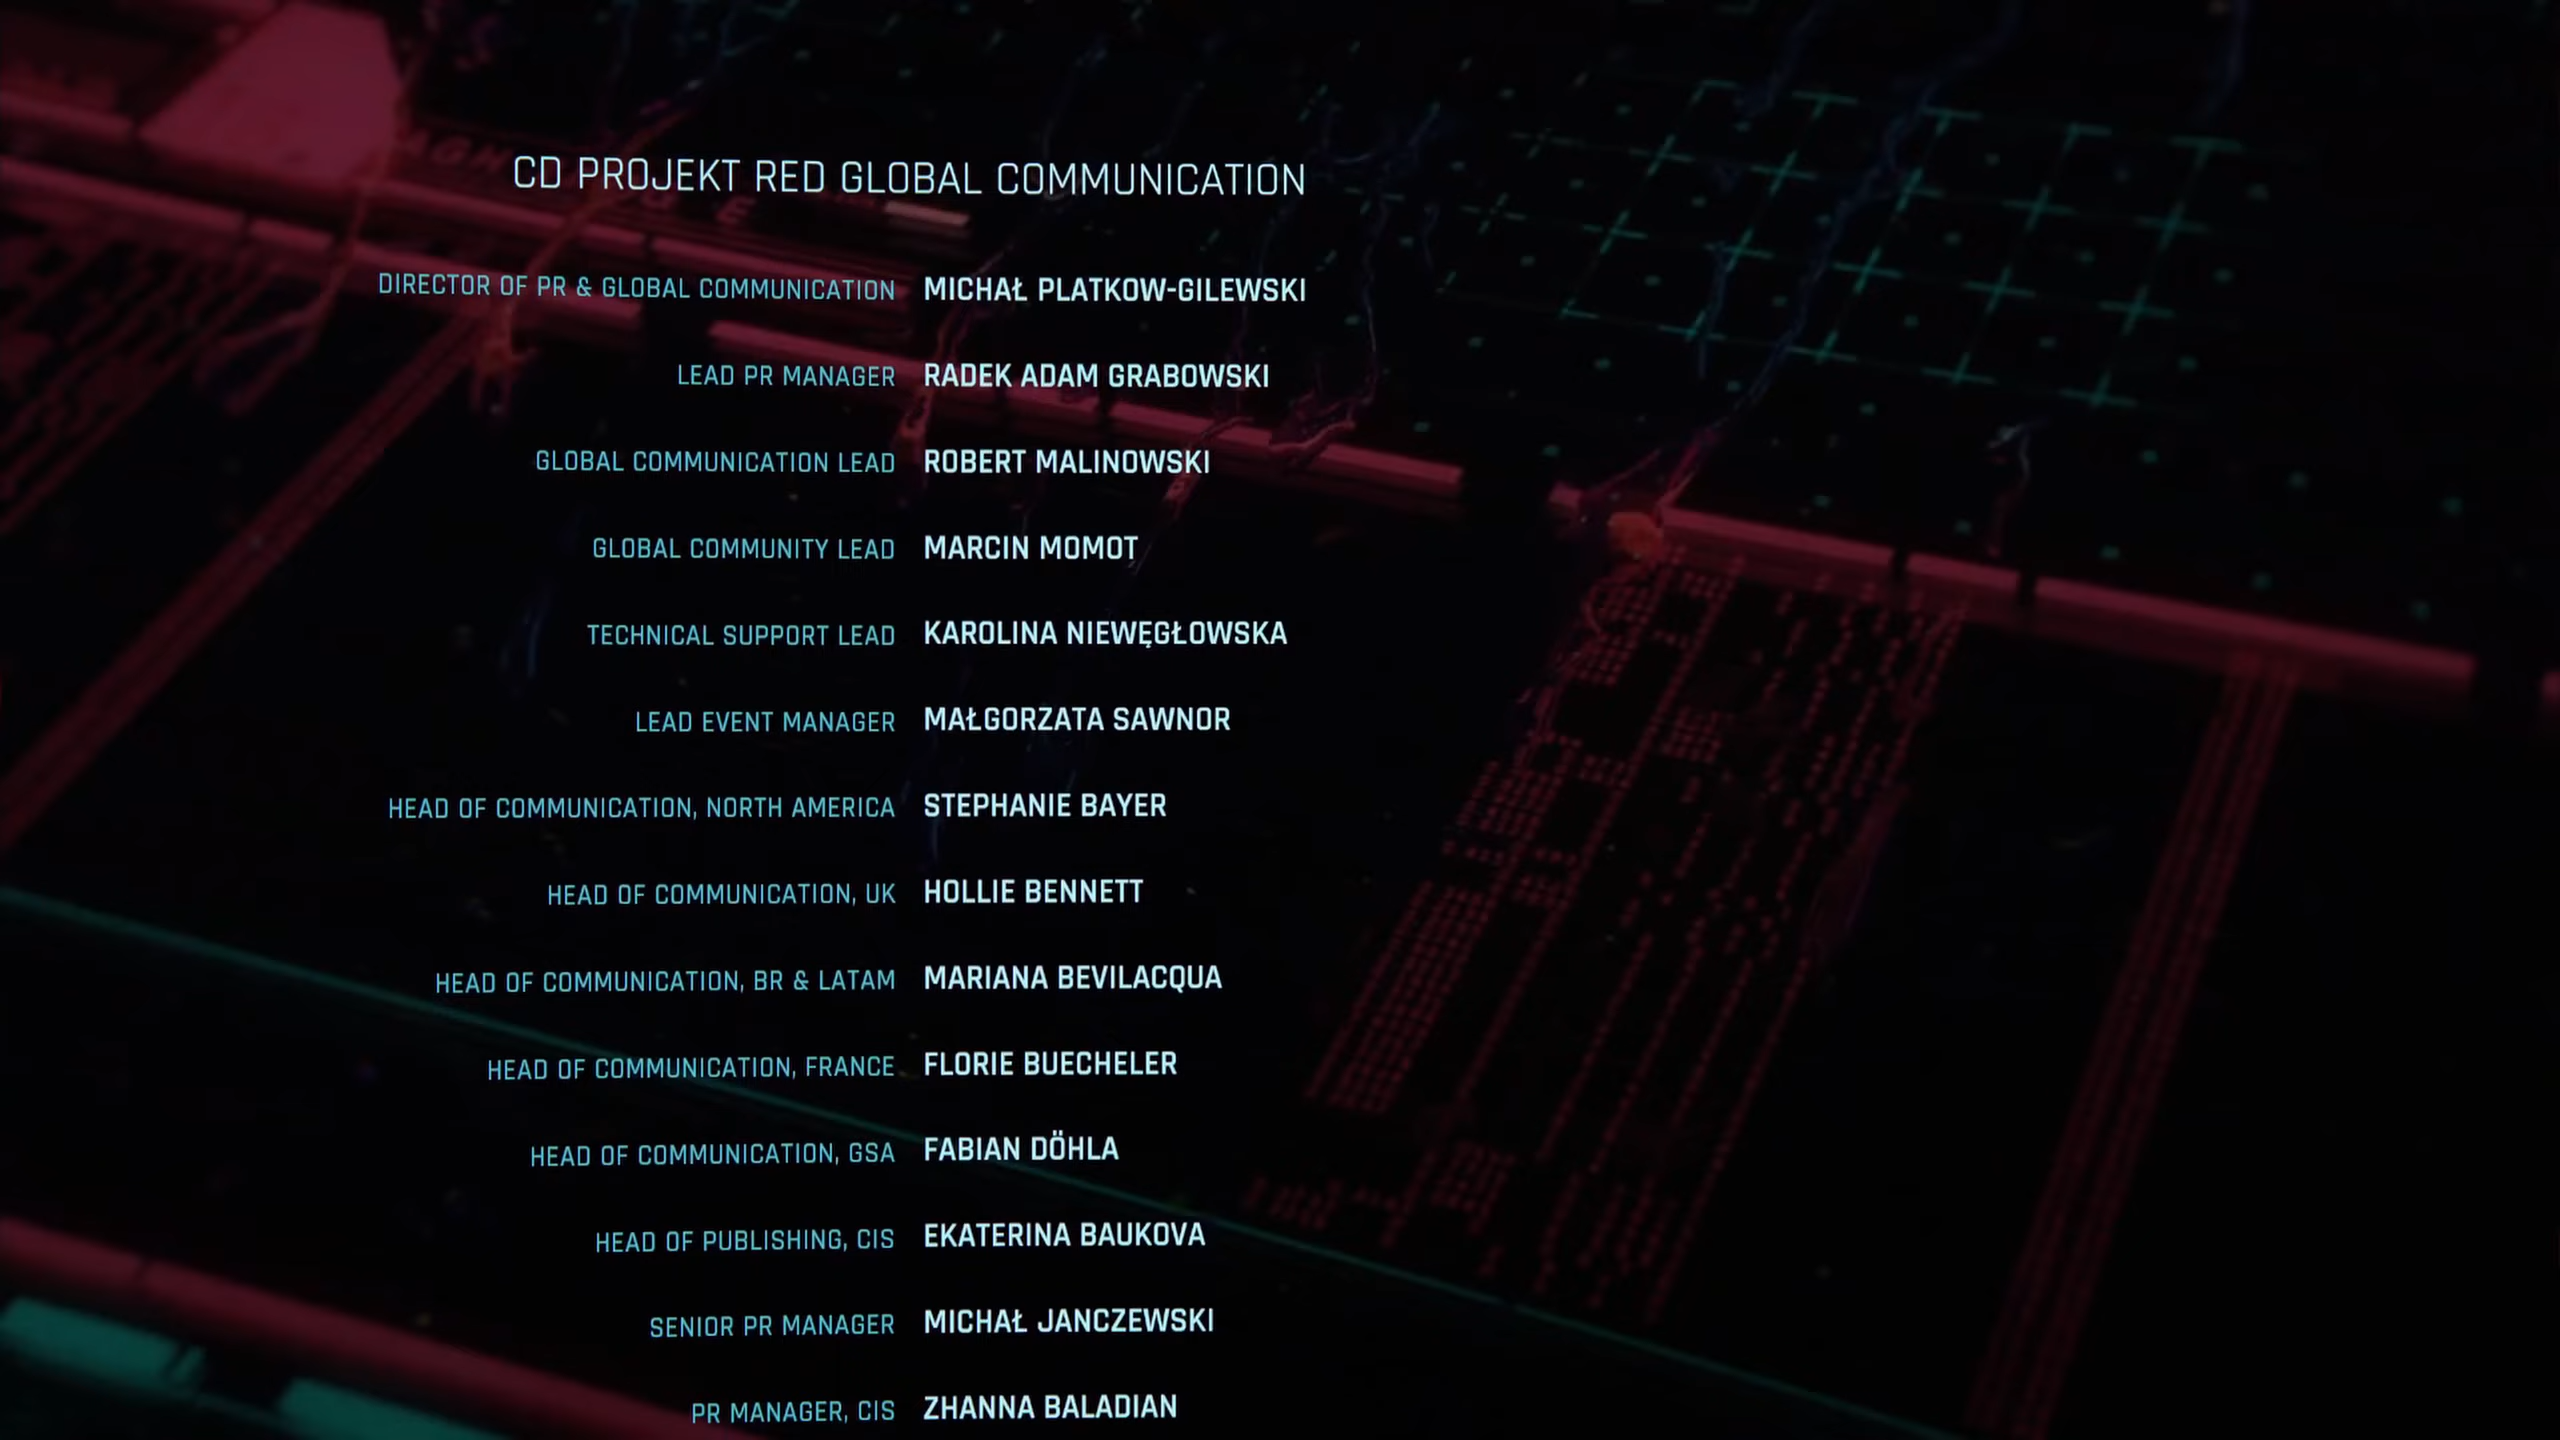 CD PROJEKT RED GLOBAL COMMUNICATION
DIRECTOR OF PR & GLOBAL COMMUNICATION MICHAŁ PLATKOW-GILEWSKI
LEAD PR MANAGER RADEK ADAM GRABOWSKI
GLOBAL COMMUNICATION LEAD ROBERT MALINOWSKI
GLOBAL COMMUNITY LEAD MARCIN MOMOT
TECHNICAL SUPPORT LEAD KAROLINA NIEWĘGŁOWSKA
LEAD EVENT MANAGER MAŁGORZATA SAWNOR
HEAD OF COMMUNICATION, NORTH AMERICA STEPHANIE BAYER
HEAD OF COMMUNICATION, UK HOLLIE BENNETT
HEAD OF COMMUNICATION, BR & LATAM MARIANA BEVILACQUA
HEAD OF COMMUNICATION, FRANCE FLORIE BUECHELER
HEAD OF COMMUNICATION, GSA FABIAN DÖHLA
HEAD OF PUBLISHING, CIS EKATERINA BAUKOVA
SENIOR PR MANAGER MICHAŁ JANCZEWSKI
PR MANAGER, CIS ZHANNA BALADIAN